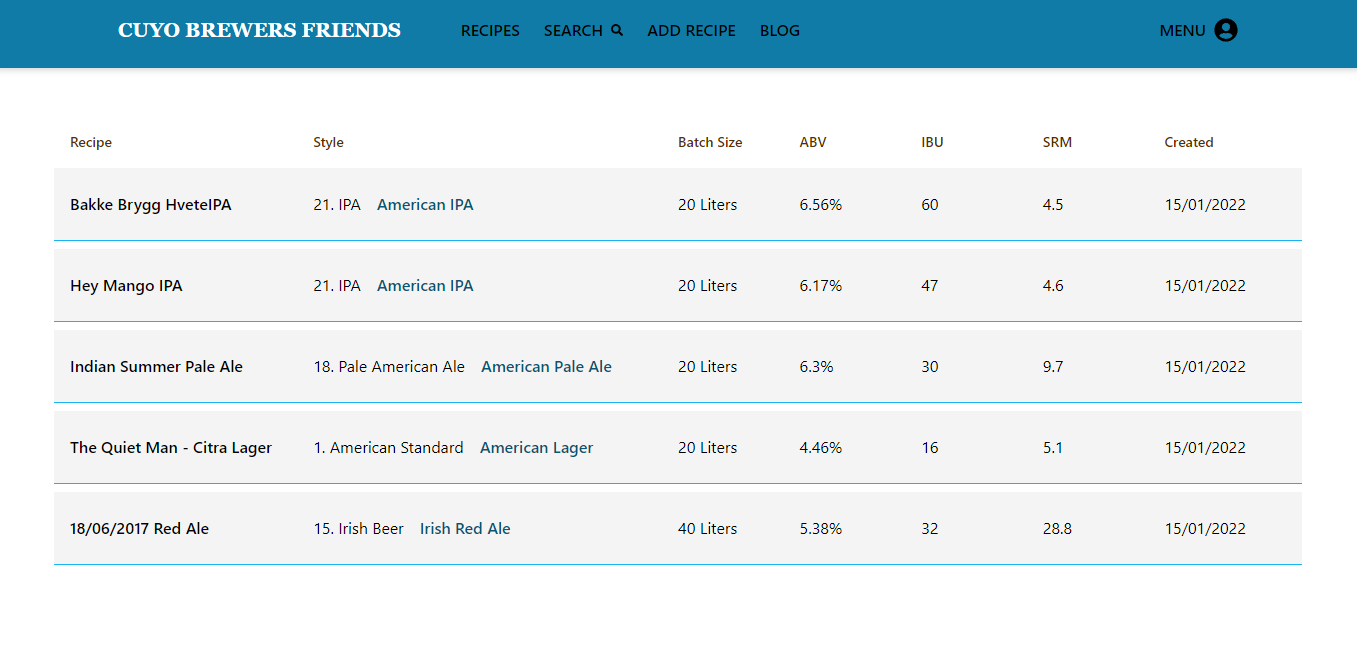 CUYO BREWERS FRIENDS RECIPES SEARCH ADD RECIPE BLOG MENU
Recipe Style Batch Size ABV IBU SRM Created
Bakke Brygg HveteIPA 21. IPA American IPA 20 Liters 6.56% 60 4.5 15/01/2022
Hey Mango IPA 21. IPA American IPA 20 Liters 6.17% 47 4.6 15/01/2022
Indian Summer Pale Ale 18. Pale American Ale American Pale Ale 20 Liters 6.3% 30 9.7 15/01/2022
The Quiet Man - Citra Lager 1. American Standard American Lager 20 Liters 4.46% 16 5.1 15/01/2022
18/06/2017 Red Ale 15. Irish Beer Irish Red Ale 40 Liters 5.38% 32 28.8 15/01/2022